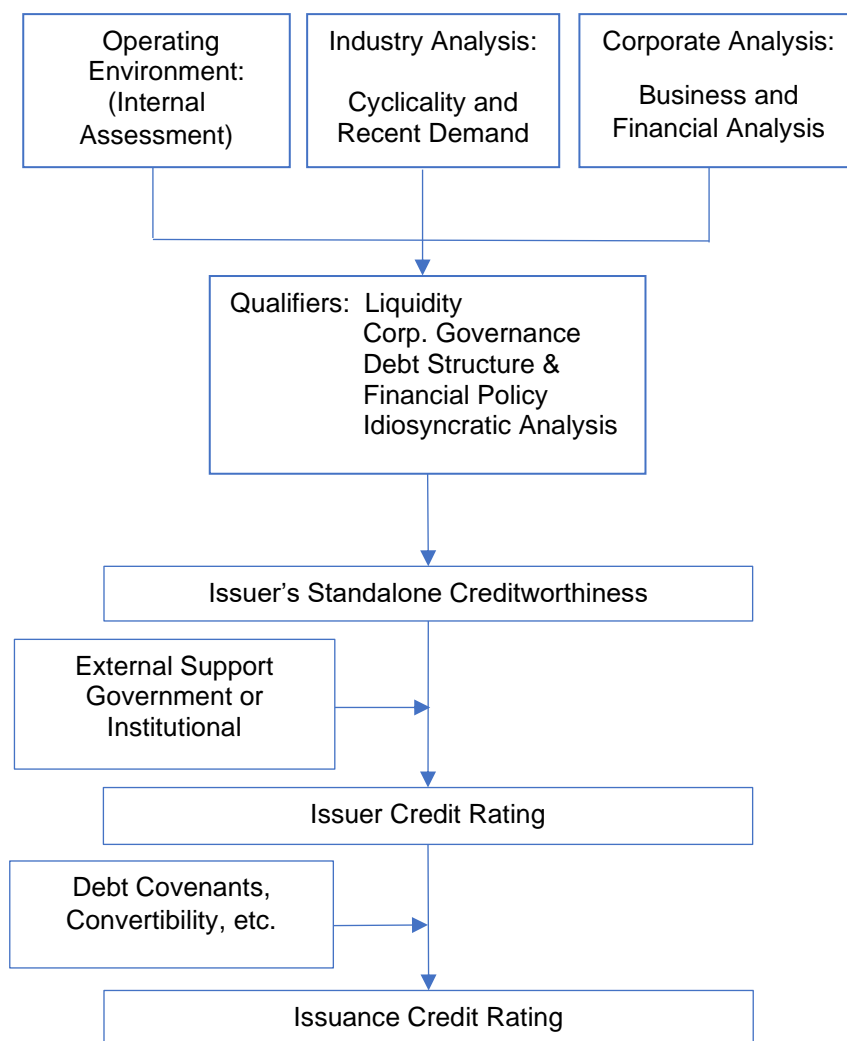 Operating
Environment:
(Internal
Assessment)
Industry Analysis:
Cyclicality and
Recent Demand
Corporate Analysis:
Business and
Financial Analysis
Qualifiers: Liquidity
Corp. Governance
Debt Structure &
Financial Policy
Idiosyncratic Analysis
Issuer's Standalone Creditworthiness
External Support
Government or
Institutional
Issuer Credit Rating
Debt Covenants,
Convertibility, etc.
Issuance Credit Rating